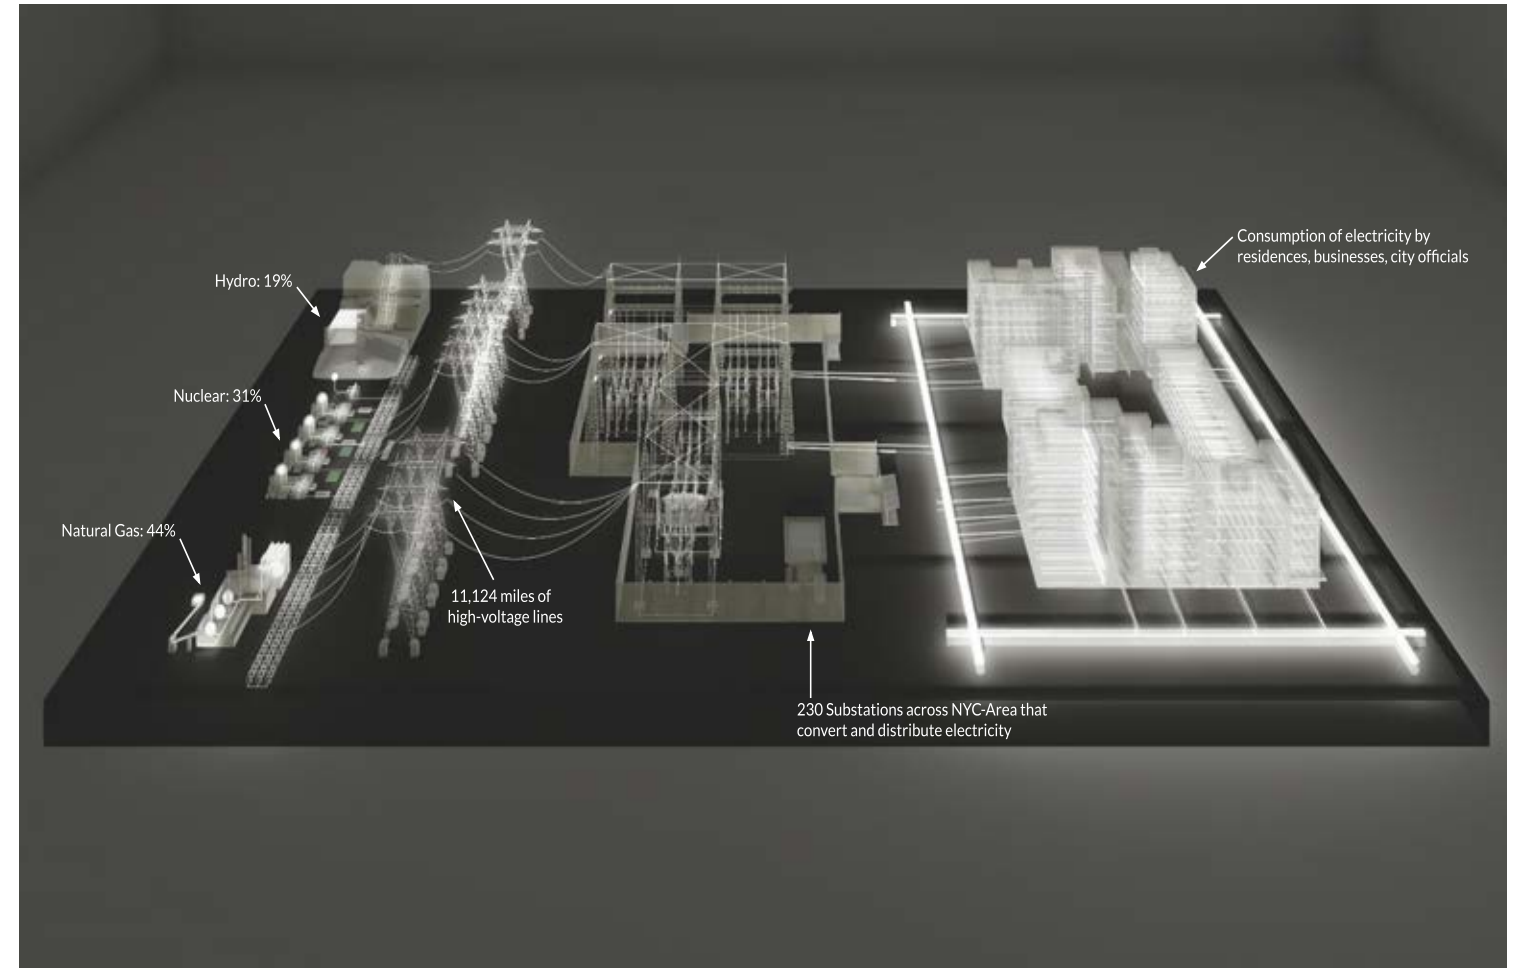 Consumption of electricity by
residences, businesses, city officials
Hydro: 19%
Nuclear: 31%
Natural Gas: 44%
11,124 miles of
high-voltage lines
230 Substations across NYC-Area that
convert and distribute electricity